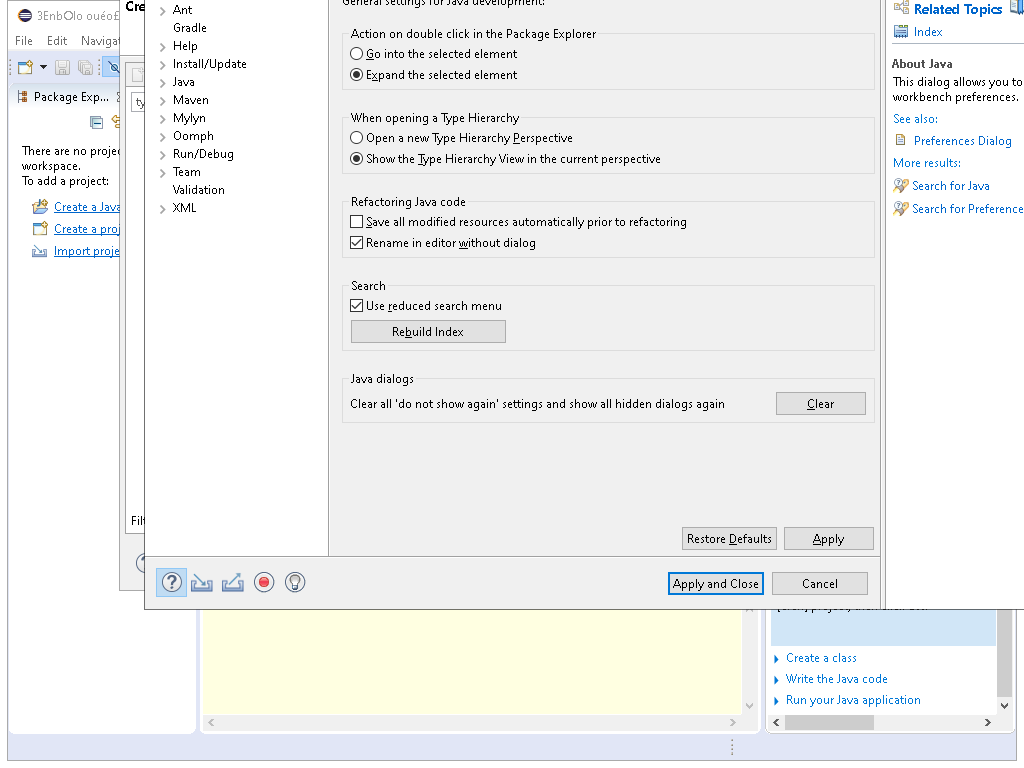 3EnbOlo ouéo£
File Edit Navigat
Package Exp...
There are no proje
workspace.
To add a project:
Create a Java
Create a proj
Import proje
Cre
ty
Filt
Ant
Gradle
Help
Install/Update
Java
Maven
Mylyn
Oomph
Run/Debug
Team
Validation
XML
General settings for Java development:
Action on double click in the Package Explorer
Go into the selected element
Expand the selected element
When opening a Type Hierarchy
Open a new Type Hierarchy Perspective
Show the Type Hierarchy View in the current perspective
Refactoring Java code
Save all modified resources automatically prior to refactoring
Rename in editor without dialog
Search
Use reduced search menu
Rebuild Index
Java dialogs
Clear all 'do not show again' settings and show all hidden dialogs again
Clear
Restore Defaults
Apply
Apply and Close
Cancel
Related Topics
Index
About Java
This dialog allows you to
workbench preferences.
See also:
Preferences Dialog
More results:
Search for Java
Search for Preference
Create a class
Write the Java code
Run your Java application